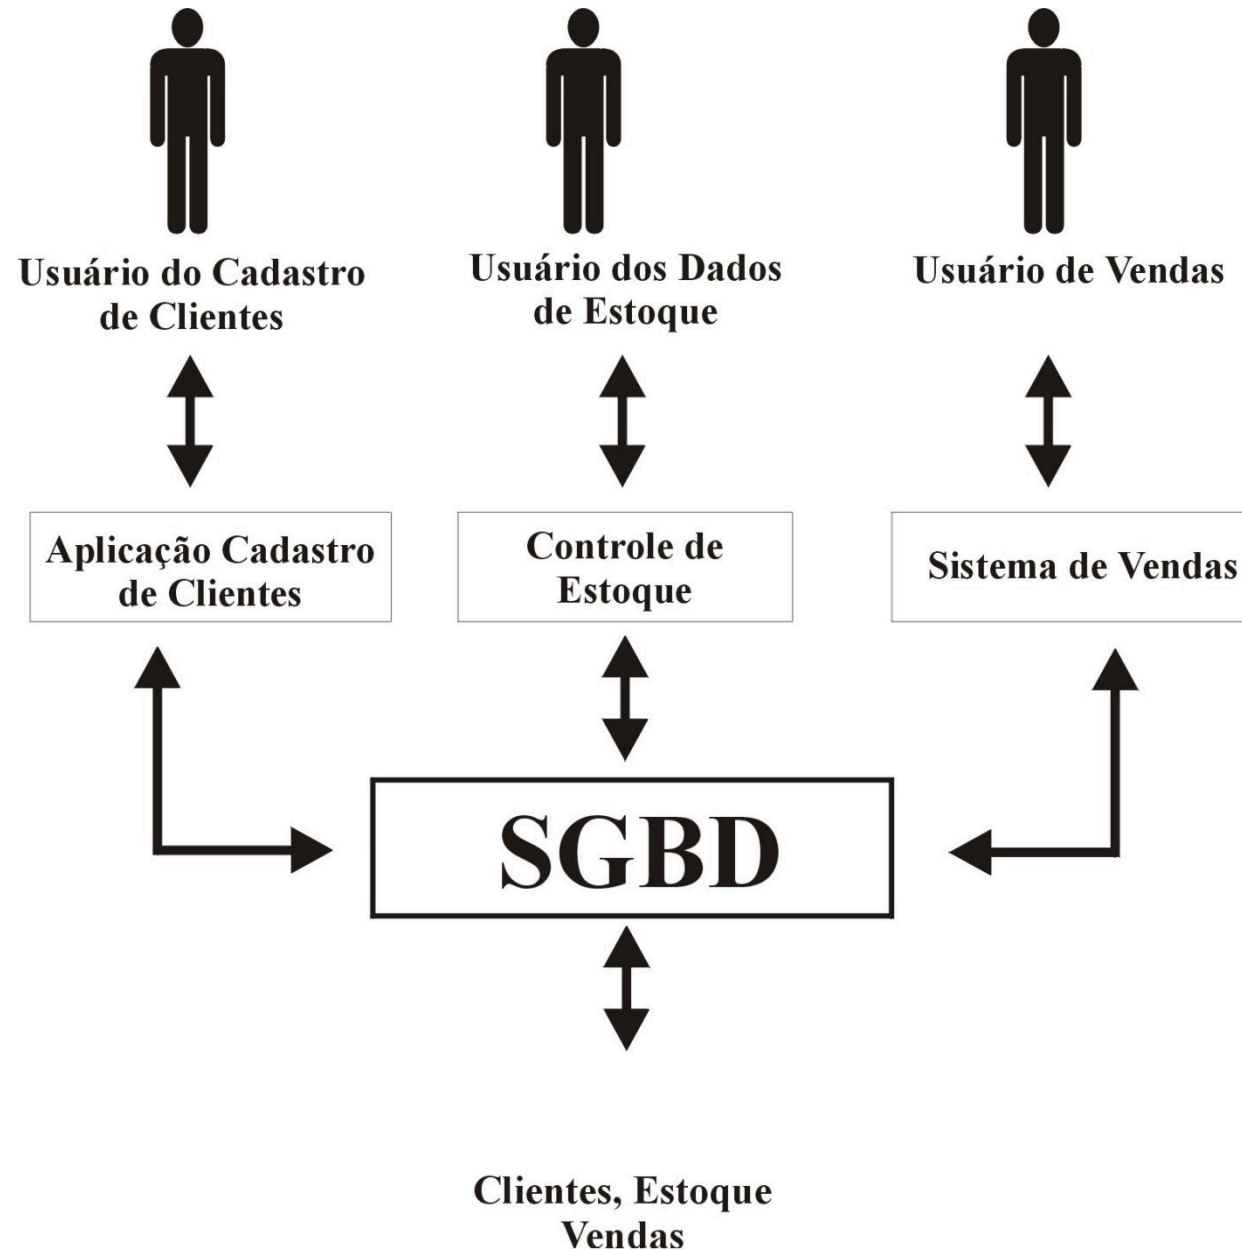 Usuário do Cadastro
de Clientes
Usuário dos Dados
de Estoque
Usuário de Vendas
Aplicação Cadastro
de Clientes
Controle de
Estoque
Sistema de Vendas
SGBD
Clientes, Estoque
Vendas